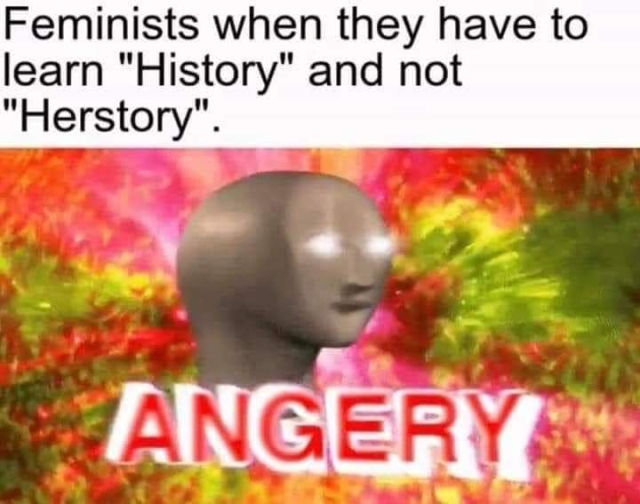 Feminists when they have to
learn "History" and not
"Herstory".
ANGERY